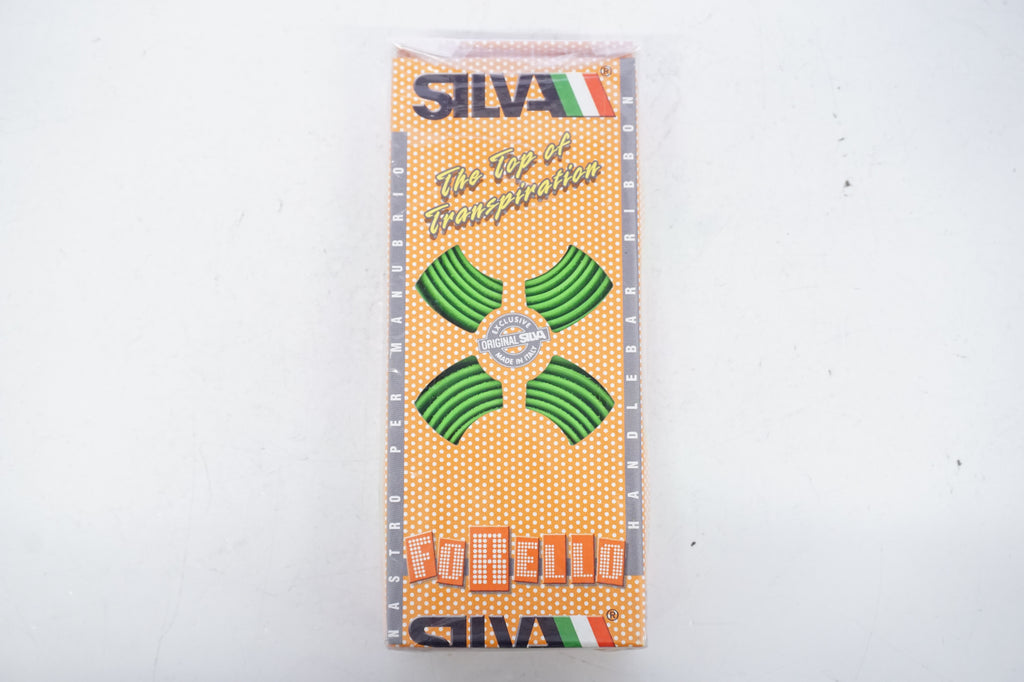 SILVA®
The Top of
Transpiration
NASTRO PER MANUBRIO
HANDLEBAR RIBBON
EXCLUSIVE
ORIGINAL SILVA
MADE IN ITALY
FORELLO
SILVA®